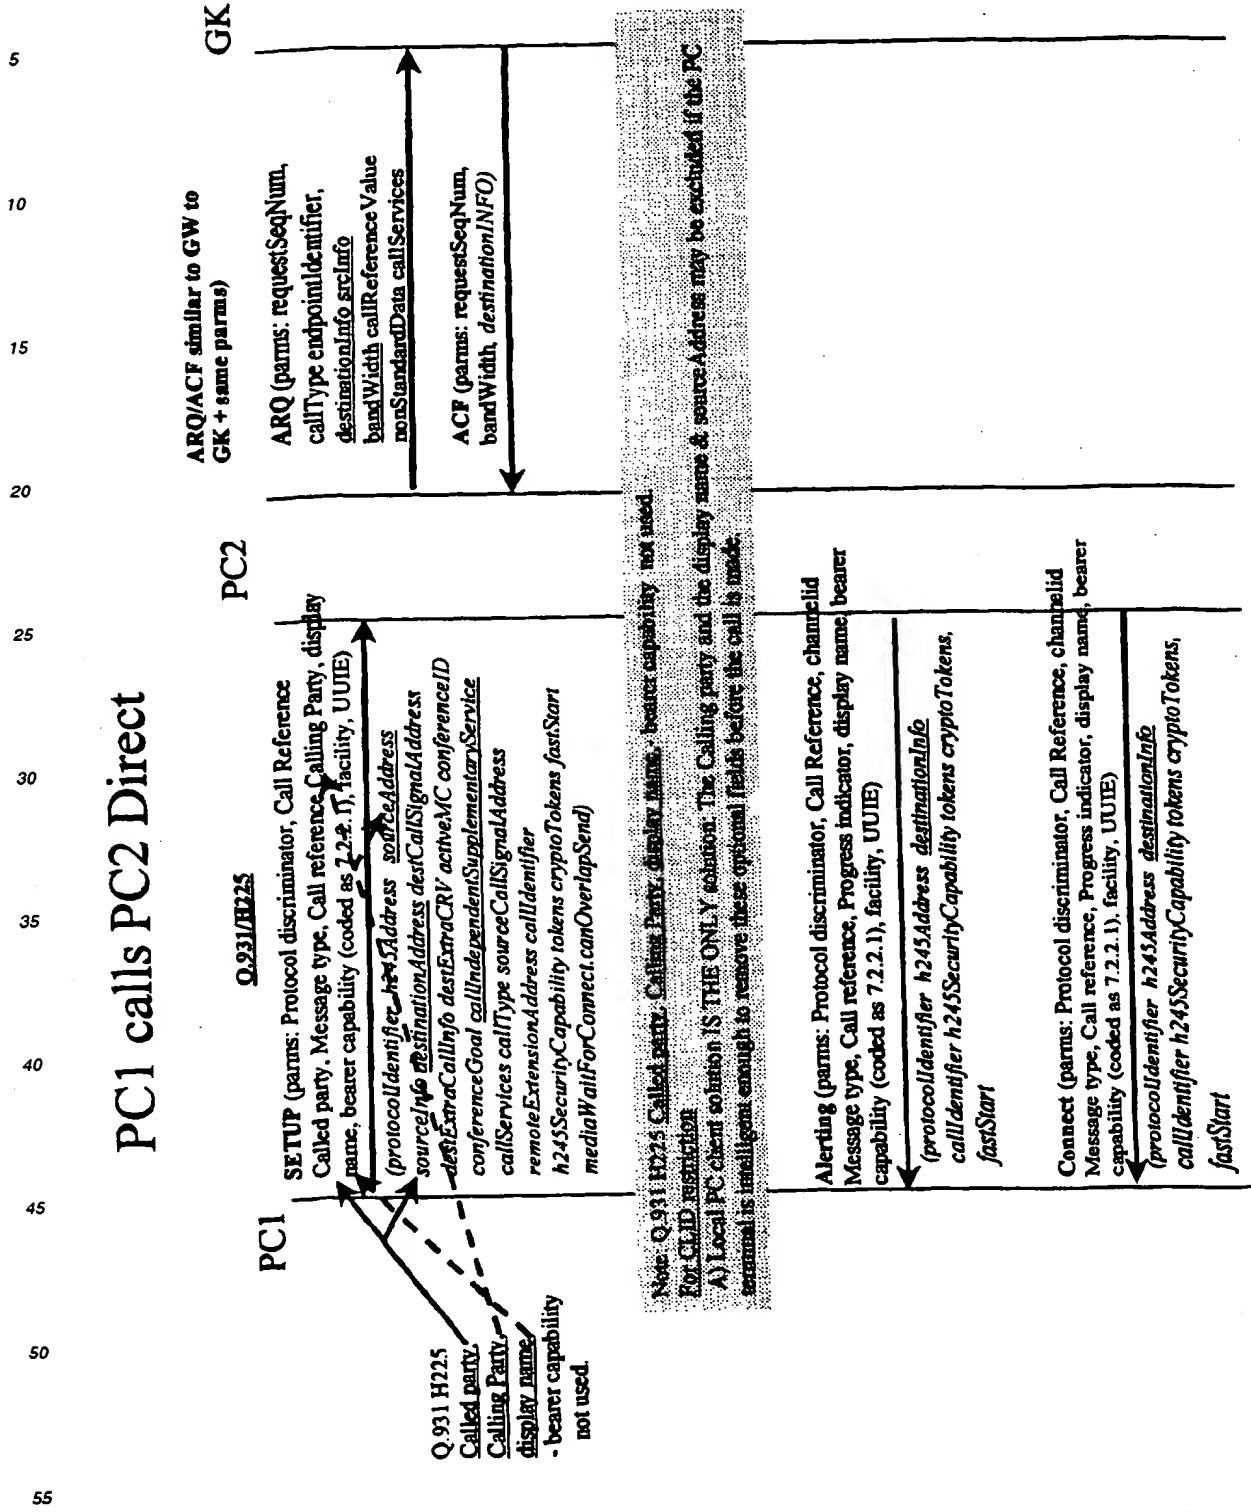 PC1 calls PC2 Direct
PC1
PC2
GK
Q.931/H225
ARQ/ACF similar to GW to
GK + same parms)
SETUP (parms: Protocol discriminator, Call Reference
Called party, Message type, Call reference, Calling Party, display
name, bearer capability (coded as 7.2.2.1), facility, UUIE)
(protocolIdentifier h245Address sourceAddress
sourceInfo destinationAddress destCallSignalAddress
destExtraCallInfo destExtraCRV activeMC conferenceID
conferenceGoal callIndependentSupplementaryService
callServices callType sourceCallSignalAddress
remoteExtensionAddress callIdentifier
h245SecurityCapability tokens cryptoTokens fastStart
mediaWaitForConnect.canOverlapSend)
ARQ (parms: requestSeqNum,
callType endpointIdentifier,
destinationInfo srcInfo
bandWidth callReferenceValue
nonStandardData callServices
ACF (parms: requestSeqNum,
bandWidth, destinationINFO)
Q.931 H225
Called party,
Calling Party,
display name,
- bearer capability
not used.
Note: Q.931 H225 Called party, Calling Party, display name, bearer capability not used.
For CLID restriction
A) Local PC client solution IS THE ONLY solution: The Calling party and the display name & sourceAddress may be excluded if the PC
terminal is intelligent enough to remove these optional fields before the call is made.
Alerting (parms: Protocol discriminator, Call Reference, channelid
Message type, Call reference, Progress indicator, display name, bearer
capability (coded as 7.2.2.1), facility, UUIE)
(protocolIdentifier h245Address destinationInfo
callIdentifier h245SecurityCapability tokens cryptoTokens,
fastStart
Connect (parms: Protocol discriminator, Call Reference, channelid
Message type, Call reference, Progress indicator, display name, bearer
capability (coded as 7.2.2.1), facility, UUIE)
(protocolIdentifier h245Address destinationInfo
callIdentifier h245SecurityCapability tokens cryptoTokens,
fastStart
5
10
15
20
25
30
35
40
45
50
55